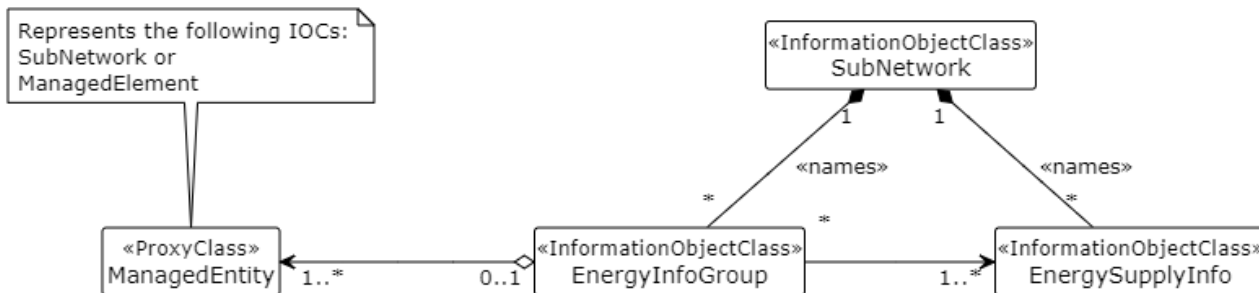 Represents the following IOCs:
SubNetwork or
ManagedElement
«InformationObjectClass»
SubNetwork
1
1
«names»
«names»
*
*
*
«ProxyClass»
ManagedEntity
1..*
0..1
«InformationObjectClass»
EnergyInfoGroup
1..*
«InformationObjectClass»
EnergySupplyInfo